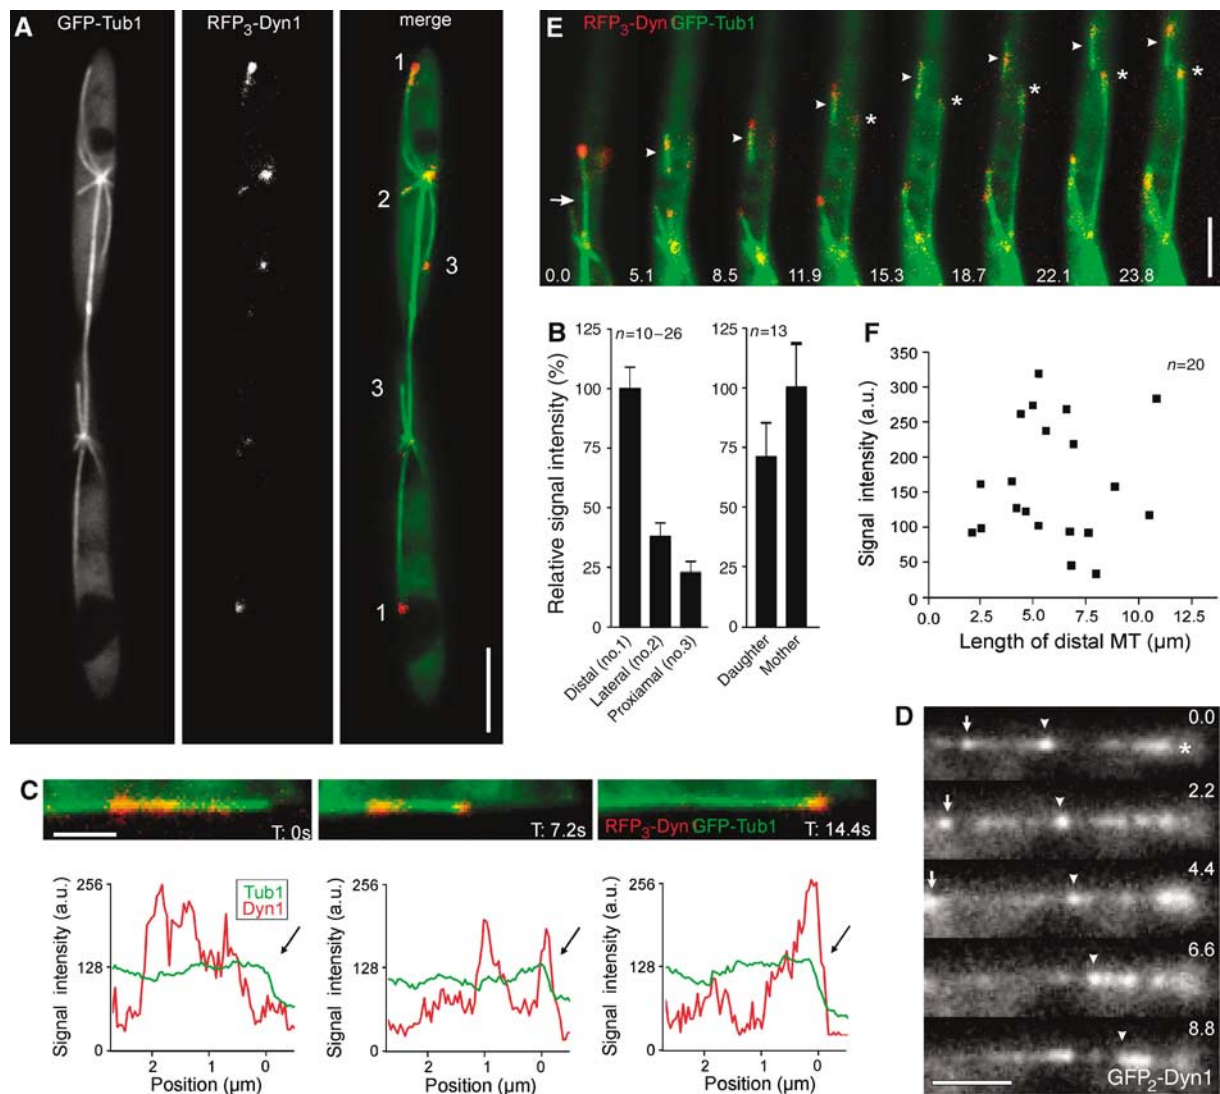 A
GFP-Tub1
RFP3-Dyn1
merge
1
2
3
3
1
E
RFP3-Dyn1 GFP-Tub1
*
*
*
*
*
0.0
5.1
8.5
11.9
15.3
18.7
22.1
23.8
B
Relative signal intensity (%)
n=10–26
125
100
75
50
25
0
Distal (no.1)
Lateral (no.2)
Proxiamal (no.3)
n=13
125
100
75
50
25
0
Daughter
Mother
F
n=20
Signal intensity (a.u.)
350
300
250
200
150
100
50
0
0.0
2.5
5.0
7.5
10.0
12.5
Length of distal MT (µm)
C
T: 0s
T: 7.2s
RFP3-Dyn1 GFP-Tub1
T: 14.4s
Signal intensity (a.u.)
256
128
0
Tub1
Dyn1
2
1
0
Position (µm)
Signal intensity (a.u.)
256
128
0
2
1
0
Position (µm)
Signal intensity (a.u.)
256
128
0
2
1
0
Position (µm)
D
0.0
*
2.2
4.4
6.6
8.8
GFP2-Dyn1